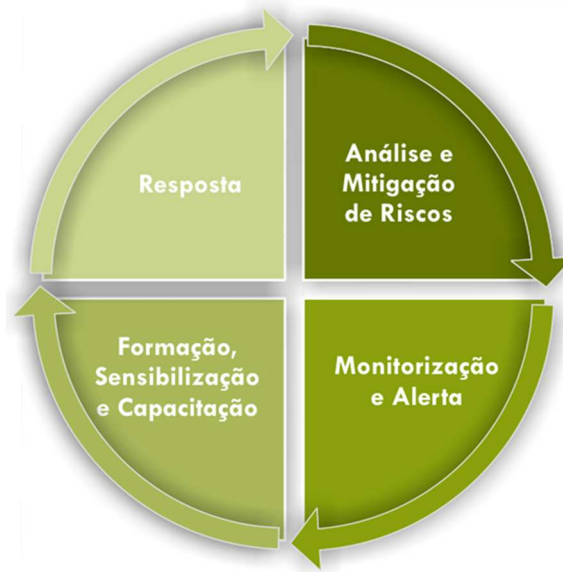 Resposta
Análise e
Mitigação
de Riscos
Formação,
Sensibilização
e Capacitação
Monitorização
e Alerta